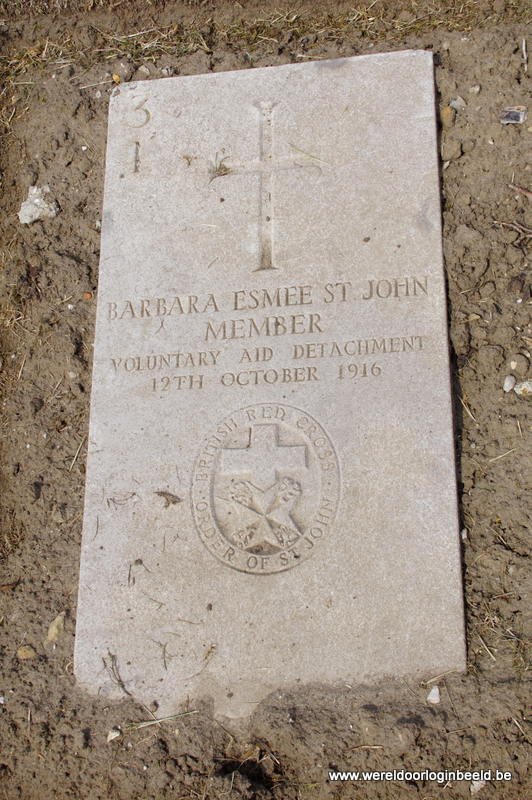 3
1
BARBARA ESMEE ST. JOHN
MEMBER
VOLUNTARY AID DETACHMENT
12TH OCTOBER 1916
BRITISH RED CROSS
ORDER OF ST JOHN
www.wereldoorloginbeeld.be